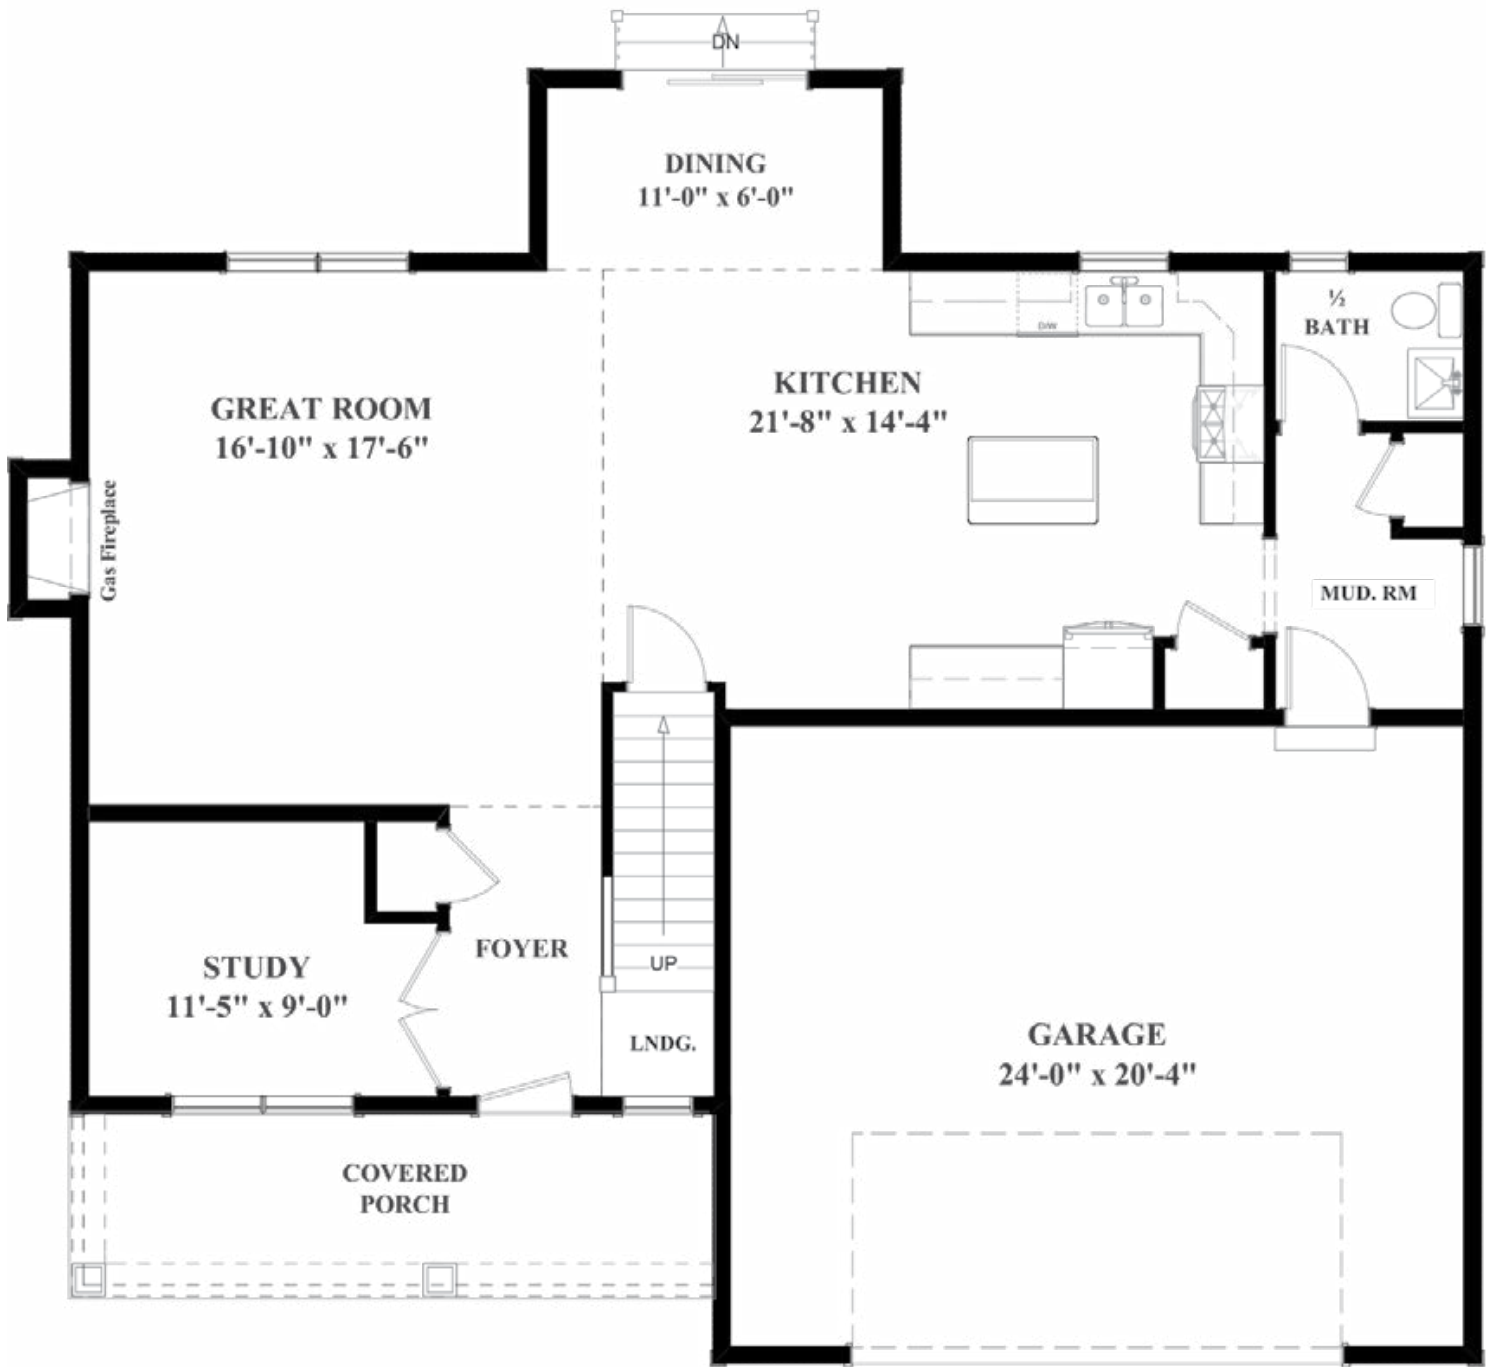 DN
DINING
11'-0" x 6'-0"
½
BATH
D/W
KITCHEN
21'-8" x 14'-4"
GREAT ROOM
16'-10" x 17'-6"
Gas Fireplace
MUD. RM
FOYER
STUDY
11'-5" x 9'-0"
UP
LNDG.
GARAGE
24'-0" x 20'-4"
COVERED
PORCH